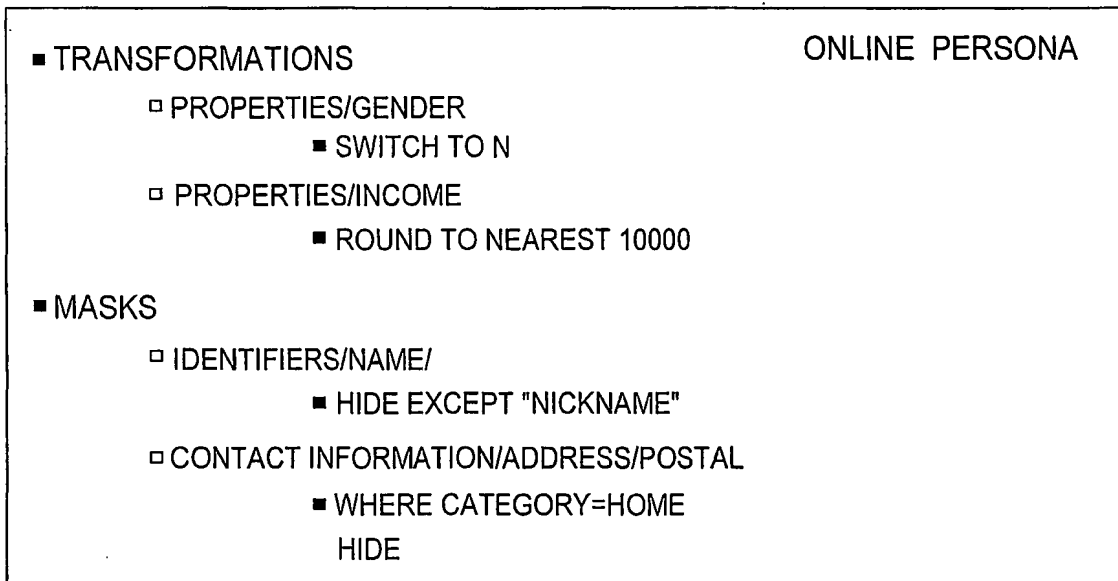 ONLINE PERSONA
▪ TRANSFORMATIONS
▫ PROPERTIES/GENDER
▪ SWITCH TO N
▫ PROPERTIES/INCOME
▪ ROUND TO NEAREST 10000
▪ MASKS
▫ IDENTIFIERS/NAME/
▪ HIDE EXCEPT "NICKNAME"
▫ CONTACT INFORMATION/ADDRESS/POSTAL
▪ WHERE CATEGORY=HOME
HIDE